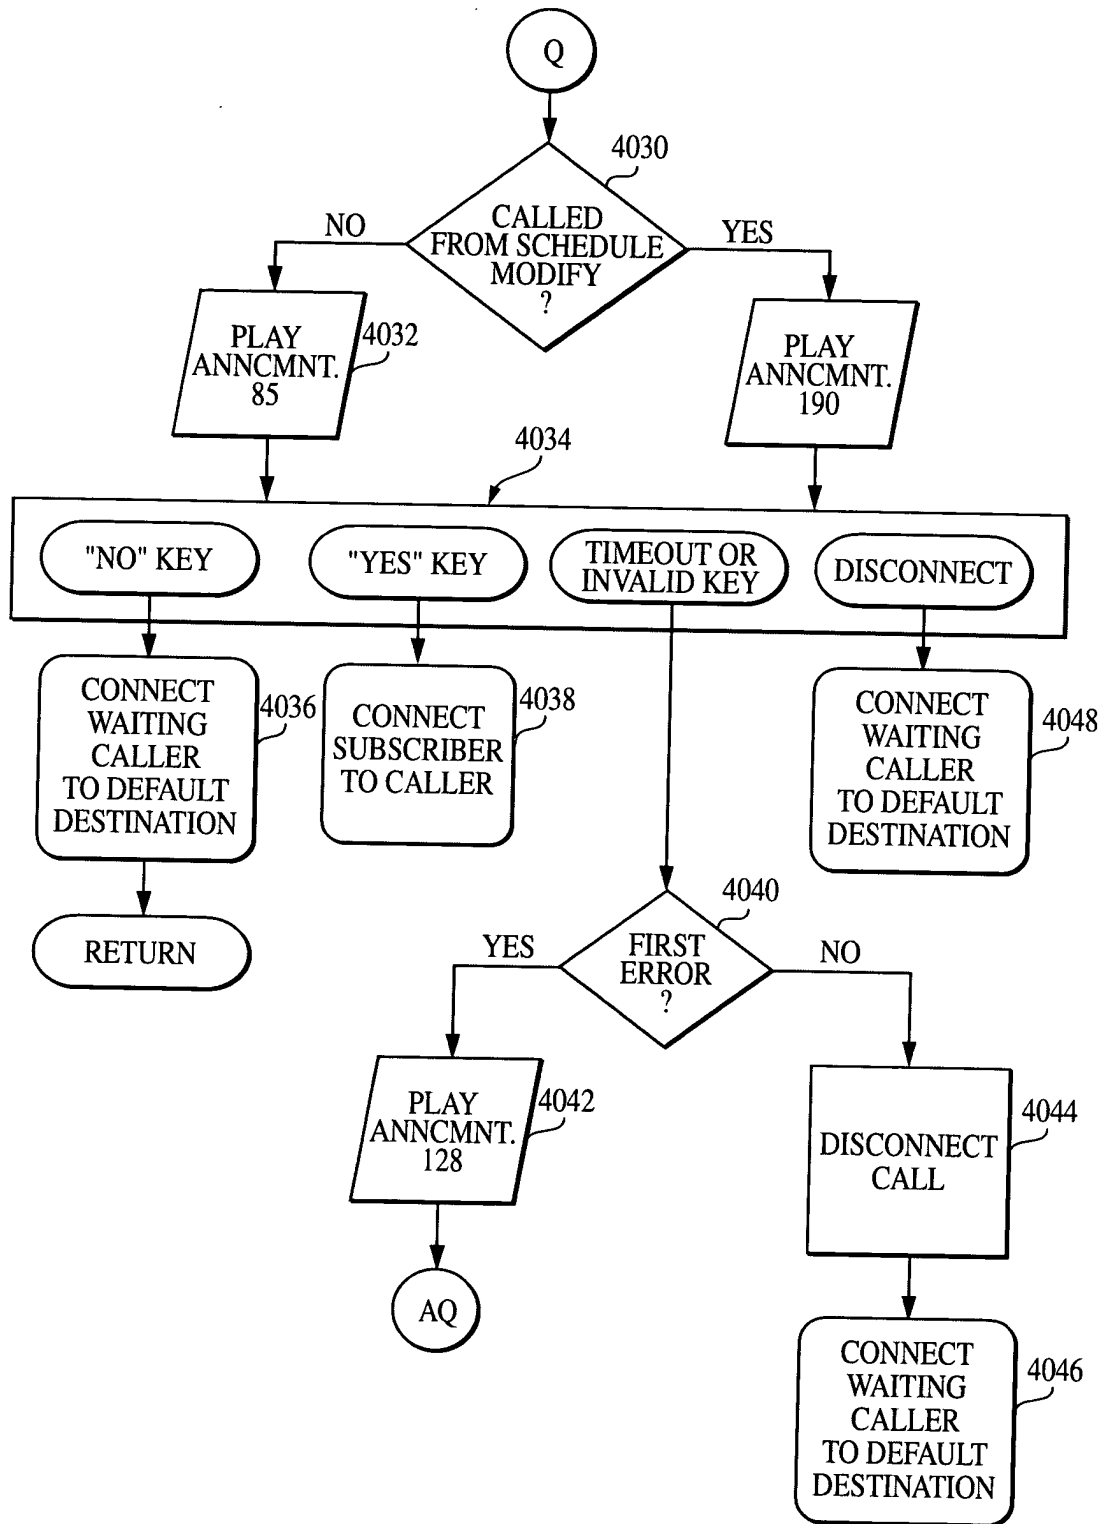 Q
4030
CALLED
FROM SCHEDULE
MODIFY
?
NO
YES
PLAY
ANNCMNT.
85
4032
PLAY
ANNCMNT.
190
4034
"NO" KEY
"YES" KEY
TIMEOUT OR
INVALID KEY
DISCONNECT
CONNECT
WAITING
CALLER
TO DEFAULT
DESTINATION
4036
CONNECT
SUBSCRIBER
TO CALLER
4038
CONNECT
WAITING
CALLER
TO DEFAULT
DESTINATION
4048
RETURN
4040
FIRST
ERROR
?
YES
NO
PLAY
ANNCMNT.
128
4042
DISCONNECT
CALL
4044
AQ
CONNECT
WAITING
CALLER
TO DEFAULT
DESTINATION
4046